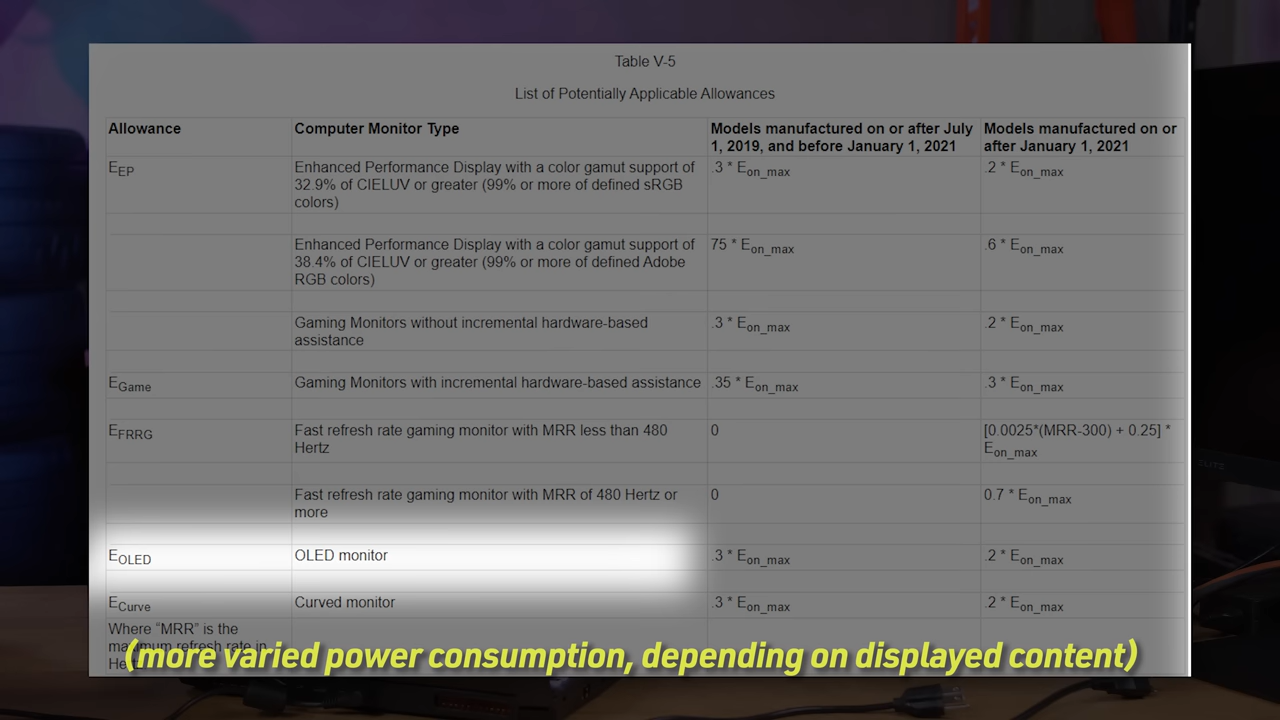 Table V-5
List of Potentially Applicable Allowances
Allowance
Computer Monitor Type
Models manufactured on or after July
1, 2019, and before January 1, 2021
Models manufactured on or
after January 1, 2021
EEP
Enhanced Performance Display with a color gamut support of
32.9% of CIELUV or greater (99% or more of defined sRGB
colors)
.3 * Eon_max
.2 * Eon_max
Enhanced Performance Display with a color gamut support of
38.4% of CIELUV or greater (99% or more of defined Adobe
RGB colors)
75 * Eon_max
.6 * Eon_max
Gaming Monitors without incremental hardware-based
assistance
.3 * Eon_max
.2 * Eon_max
EGame
Gaming Monitors with incremental hardware-based assistance
.35 * Eon_max
.3 * Eon_max
EFRRG
Fast refresh rate gaming monitor with MRR less than 480
Hertz
0
[0.0025*(MRR-300) + 0.25] *
Eon_max
Fast refresh rate gaming monitor with MRR of 480 Hertz or
more
0
0.7 * Eon_max
EOLED
OLED monitor
.3 * Eon_max
.2 * Eon_max
ECurve
Curved monitor
.3 * Eon_max
.2 * Eon_max
Where “MRR” is the
maximum refresh rate in
(more varied power consumption, depending on displayed content)